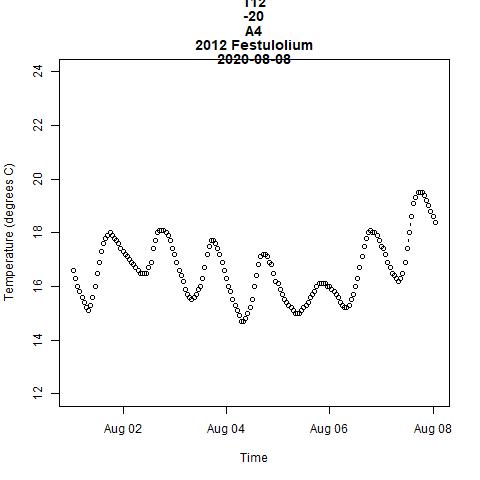 T12
-20
A4
2012 Festulolium
2020-08-08
24
22
20
18
16
14
12
Temperature (degrees C)
Aug 02
Aug 04
Aug 06
Aug 08
Time